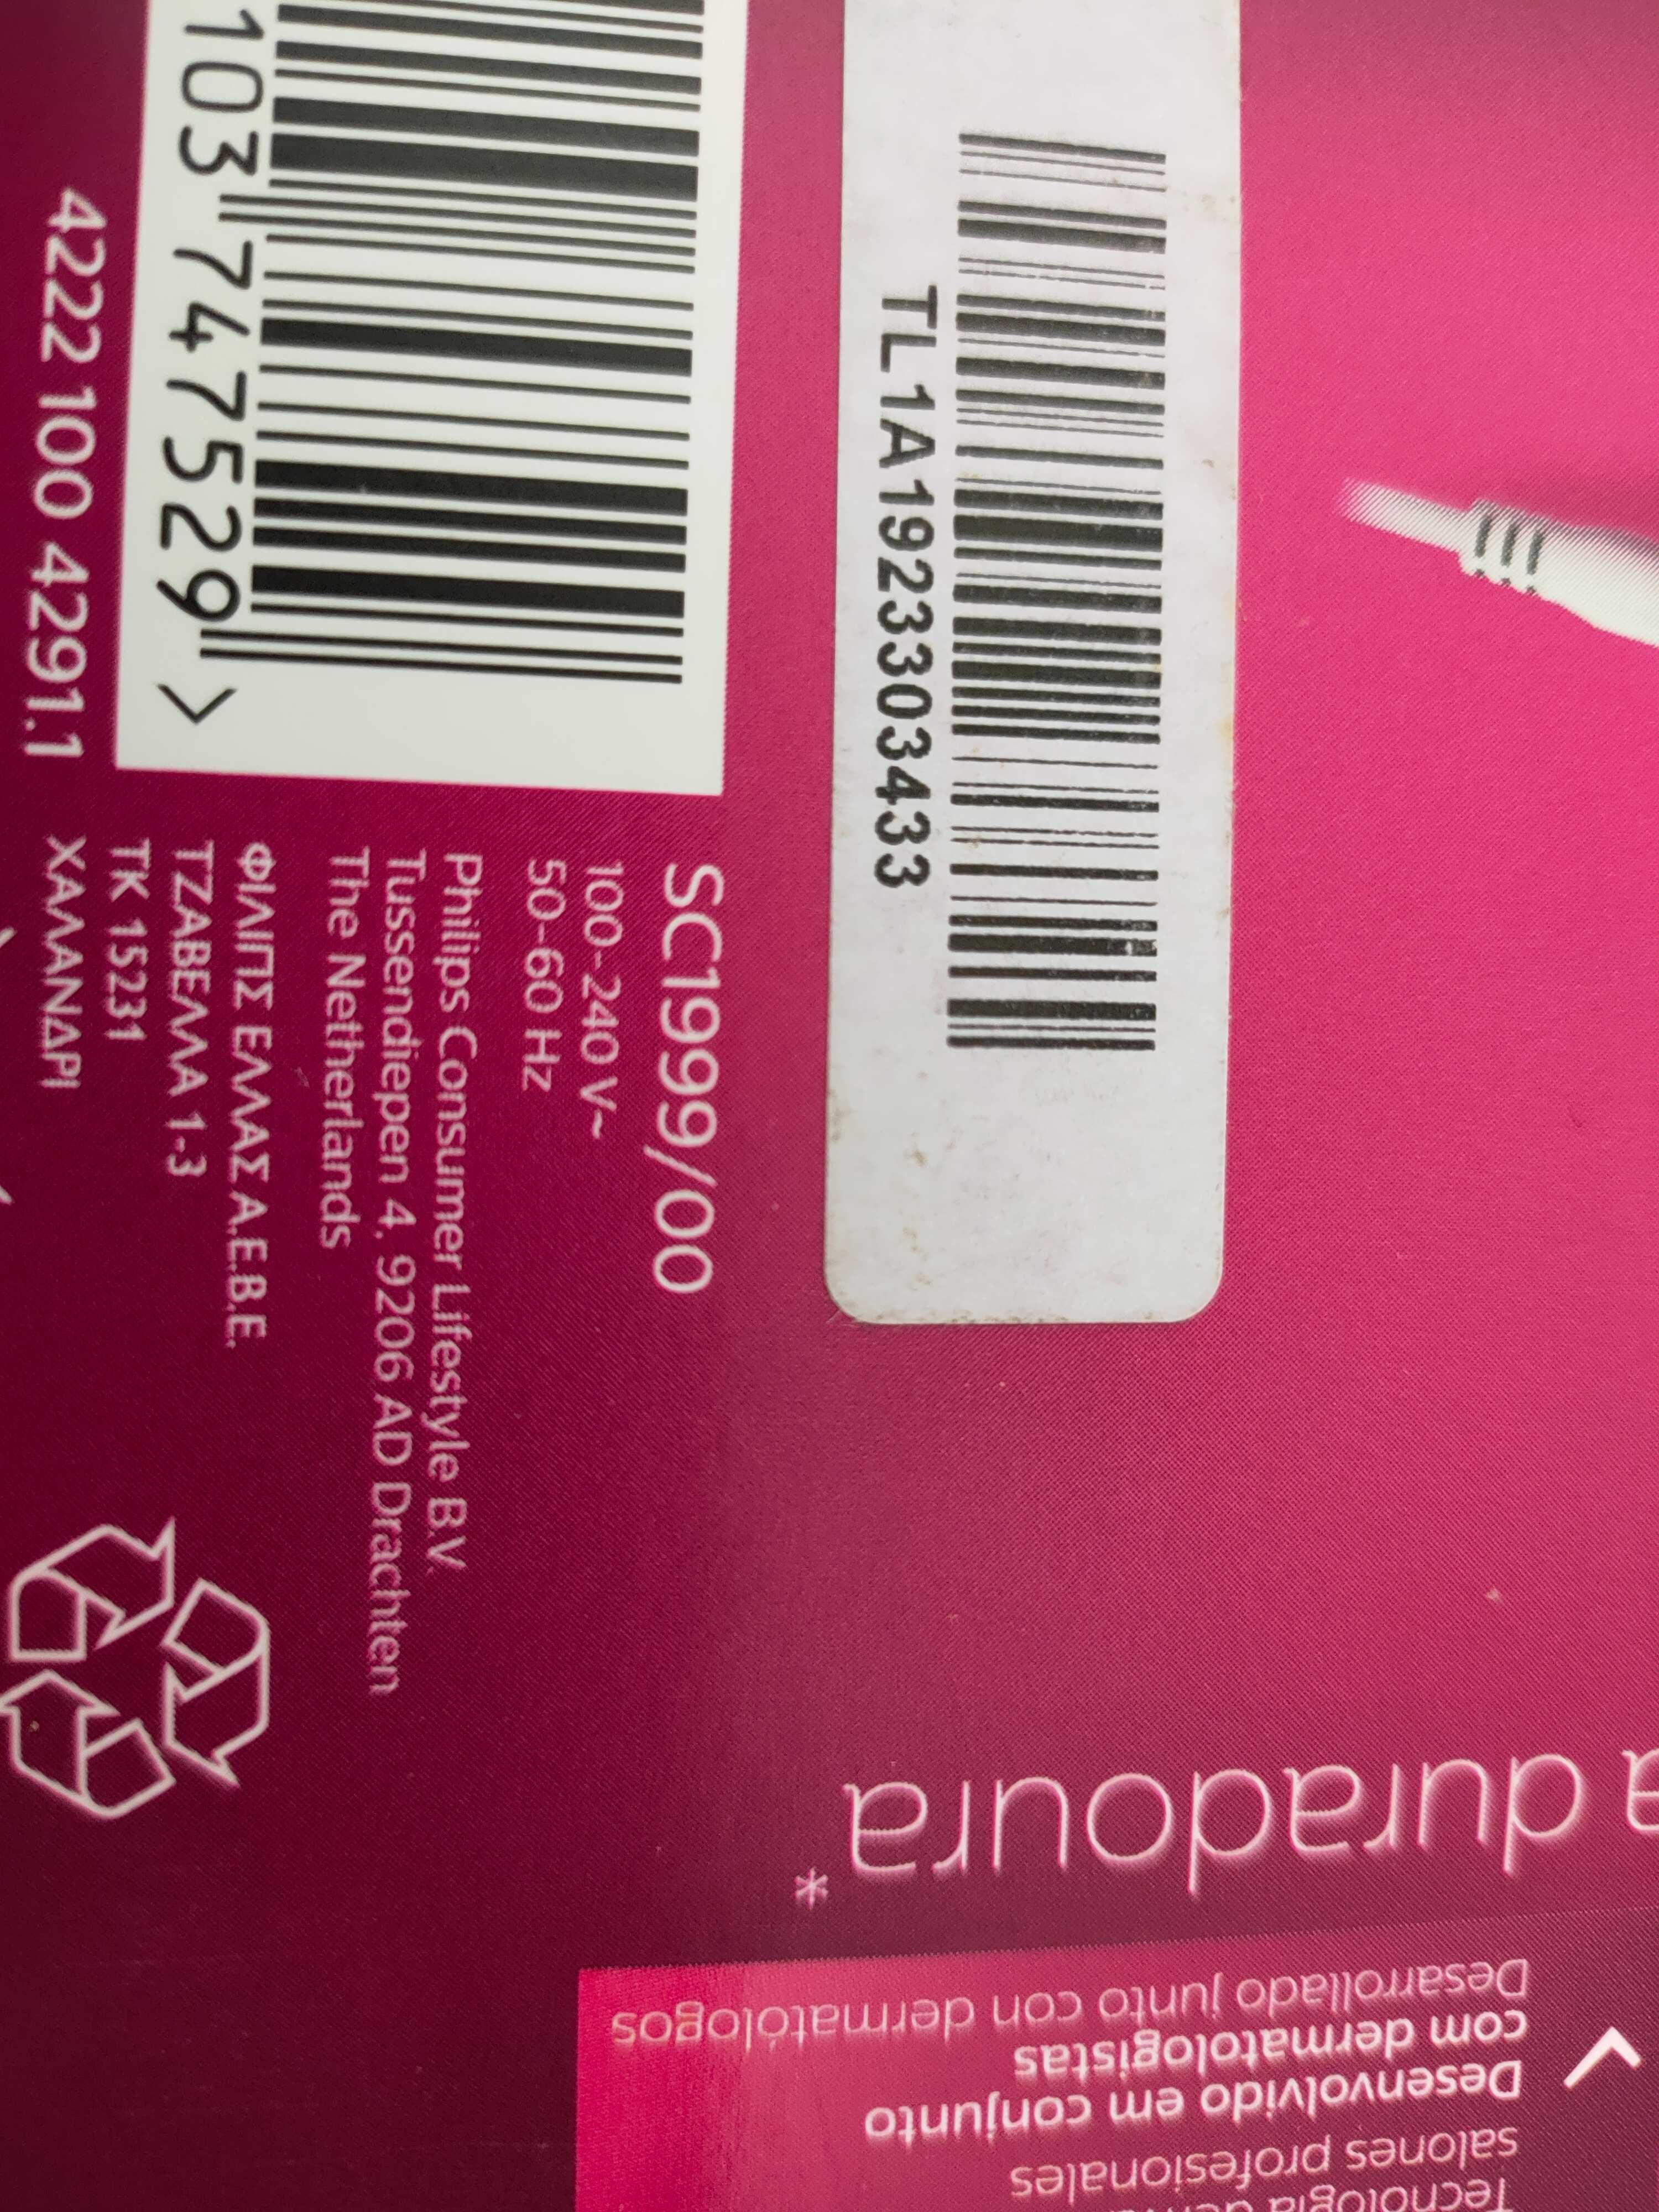 TL1A1923303433
103 747529 >
4222 100 4291.1
SC1999/00
100-240 V~
50-60 Hz
Philips Consumer Lifestyle B.V.
Tussendiepen 4, 9206 AD Drachten
The Netherlands
ΦΙΛΙΠΣ ΕΛΛΑΣ Α.Ε.Β.Ε.
ΤΖΑΒΕΛΛΑ 1-3
ΤΚ 15231
ΧΑΛΑΝΔΡΙ
a duradoura*
salones profesionales
Desenvolvido em conjunto
com dermatologistas
Desarrollado junto con dermatólogos